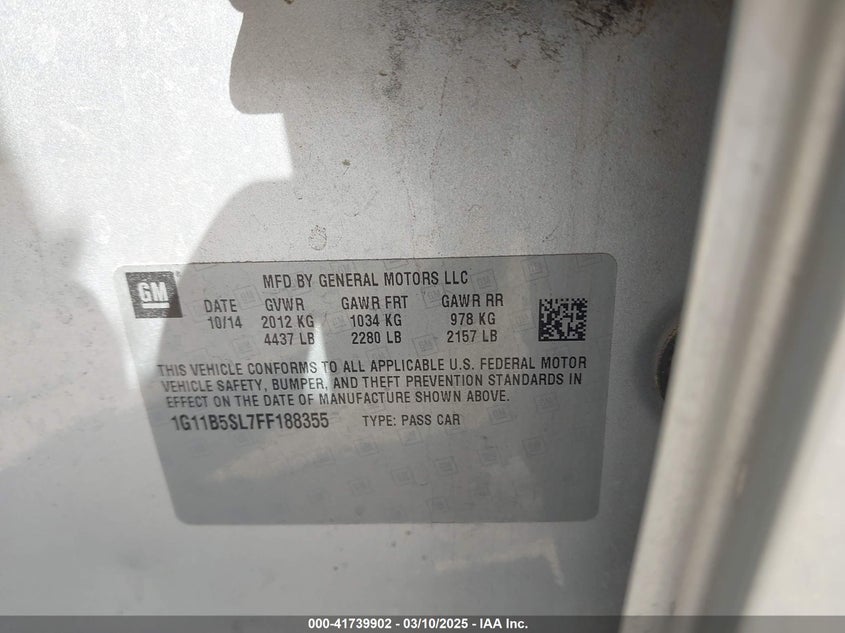 GM
MFD BY GENERAL MOTORS LLC
DATE GVWR GAWR FRT GAWR RR
10/14 2012 KG 1034 KG 978 KG
4437 LB 2280 LB 2157 LB
THIS VEHICLE CONFORMS TO ALL APPLICABLE U.S. FEDERAL MOTOR
VEHICLE SAFETY, BUMPER, AND THEFT PREVENTION STANDARDS IN
EFFECT ON THE DATE OF MANUFACTURE SHOWN ABOVE.
1G11B5SL7FF188355 TYPE: PASS CAR
000-41739902 - 03/10/2025 - IAA Inc.